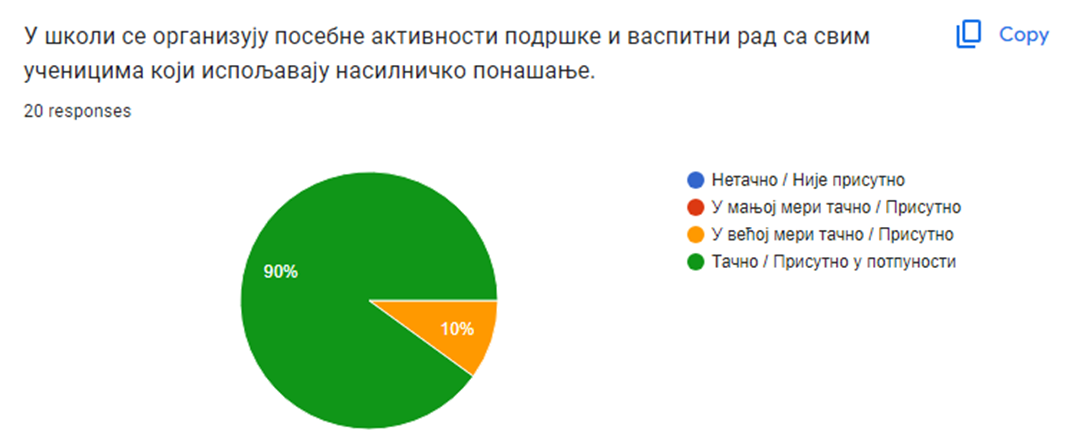 У школи се организују посебне активности подршке и васпитни рад са свим
ученицима који испољавају насилничко понашање.
Copy
20 responses
Нетачно / Није присутно
У мањој мери тачно / Присутно
У већој мери тачно / Присутно
Тачно / Присутно у потпуности
90%
10%